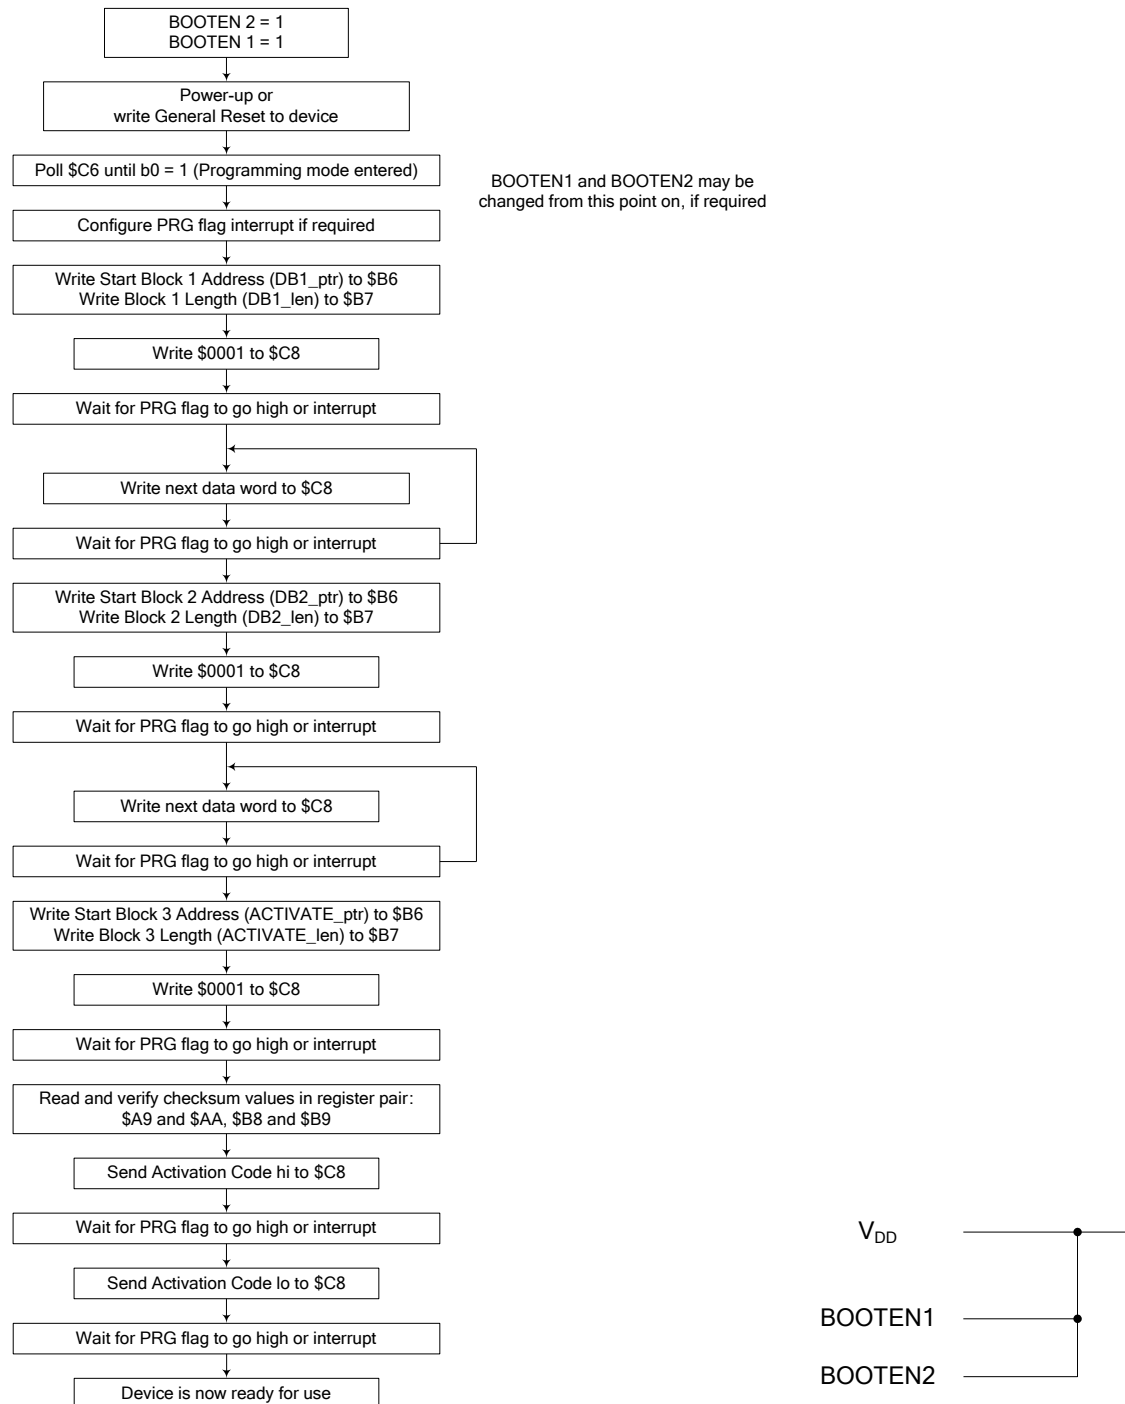 BOOTEN 2 = 1
BOOTEN 1 = 1
Power-up or
write General Reset to device
Poll $C6 until b0 = 1 (Programming mode entered)
BOOTEN1 and BOOTEN2 may be
changed from this point on, if required
Configure PRG flag interrupt if required
Write Start Block 1 Address (DB1_ptr) to $B6
Write Block 1 Length (DB1_len) to $B7
Write $0001 to $C8
Wait for PRG flag to go high or interrupt
Write next data word to $C8
Wait for PRG flag to go high or interrupt
Write Start Block 2 Address (DB2_ptr) to $B6
Write Block 2 Length (DB2_len) to $B7
Write $0001 to $C8
Wait for PRG flag to go high or interrupt
Write next data word to $C8
Wait for PRG flag to go high or interrupt
Write Start Block 3 Address (ACTIVATE_ptr) to $B6
Write Block 3 Length (ACTIVATE_len) to $B7
Write $0001 to $C8
Wait for PRG flag to go high or interrupt
Read and verify checksum values in register pair:
$A9 and $AA, $B8 and $B9
Send Activation Code hi to $C8
Wait for PRG flag to go high or interrupt
Send Activation Code lo to $C8
Wait for PRG flag to go high or interrupt
Device is now ready for use
VDD
BOOTEN1
BOOTEN2